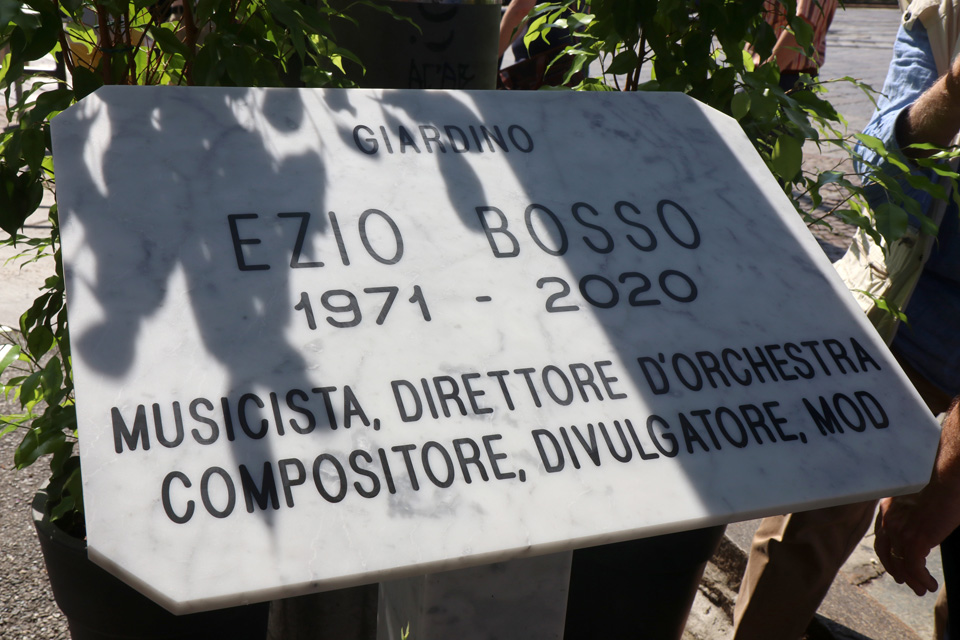 GIARDINO
EZIO BOSSO
1971 - 2020
MUSICISTA, DIRETTORE D'ORCHESTRA
COMPOSITORE, DIVULGATORE, MOD